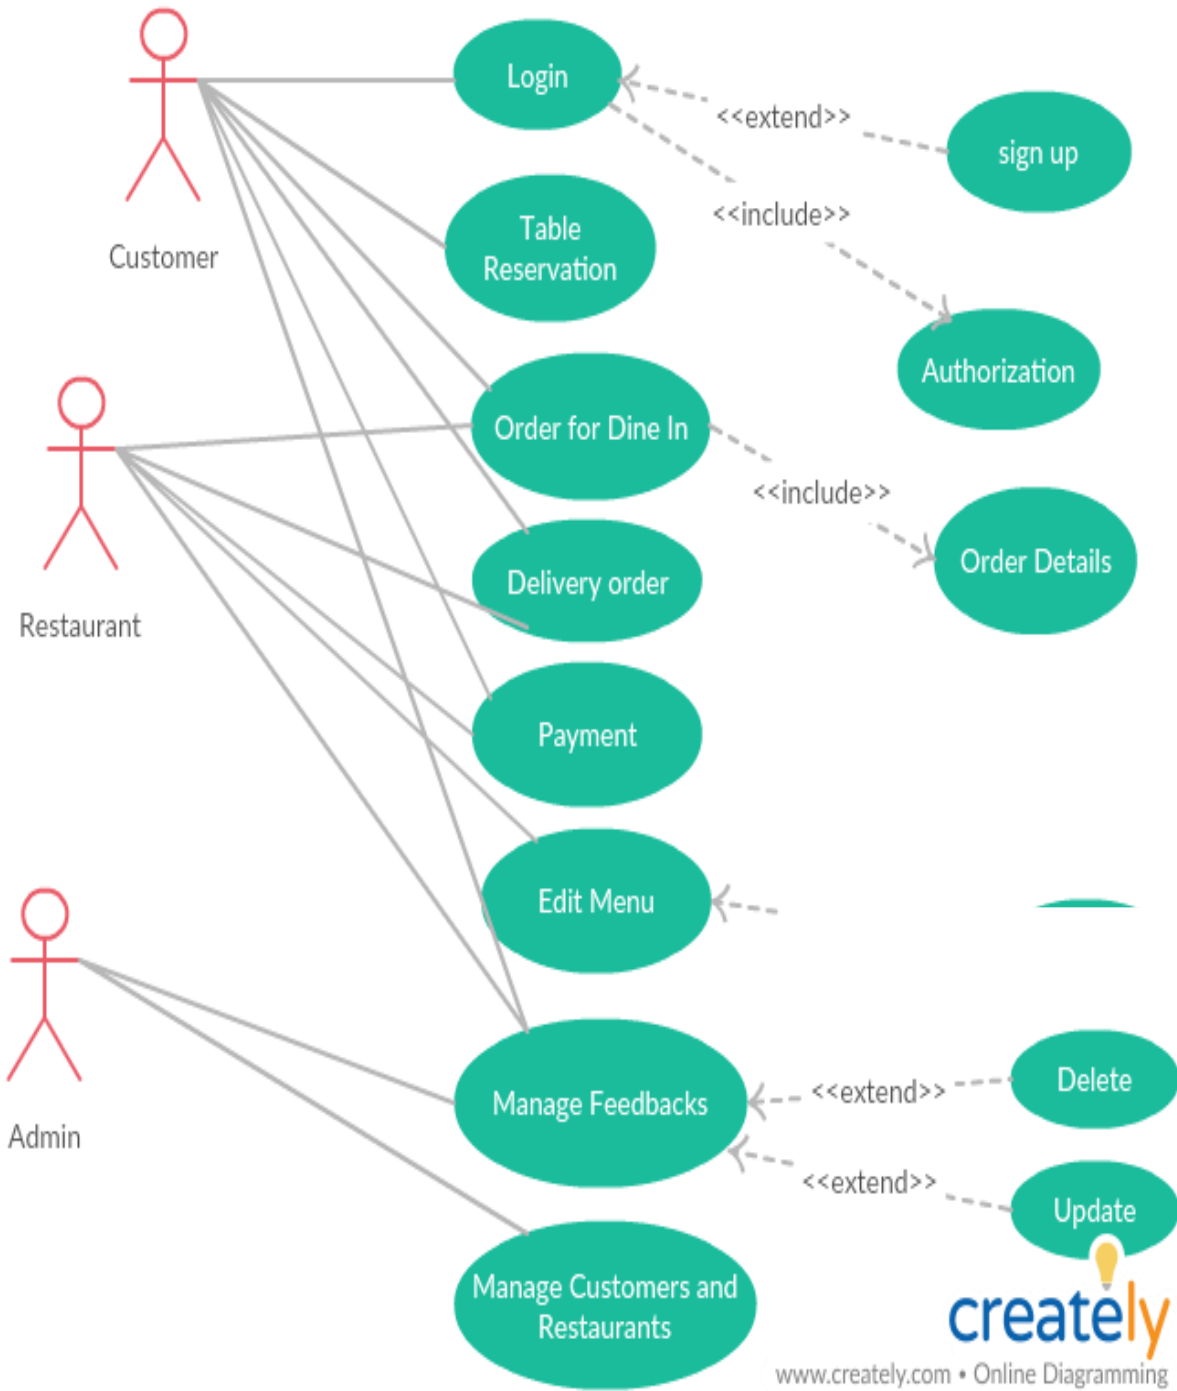 Login
<<extend>>
sign up
Table
Reservation
<<include>>
Customer
Authorization
Order for Dine In
<<include>>
Order Details
Restaurant
Delivery order
Payment
Edit Menu
Manage Feedbacks
<<extend>>
Delete
Admin
<<extend>>
Update
Manage Customers and
Restaurants
creately
www.creately.com • Online Diagramming